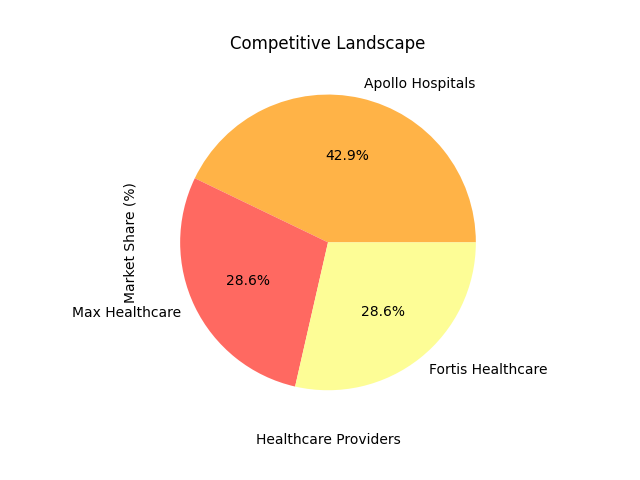 Competitive Landscape
Apollo Hospitals
42.9%
Market Share (%)
28.6%
28.6%
Max Healthcare
Fortis Healthcare
Healthcare Providers